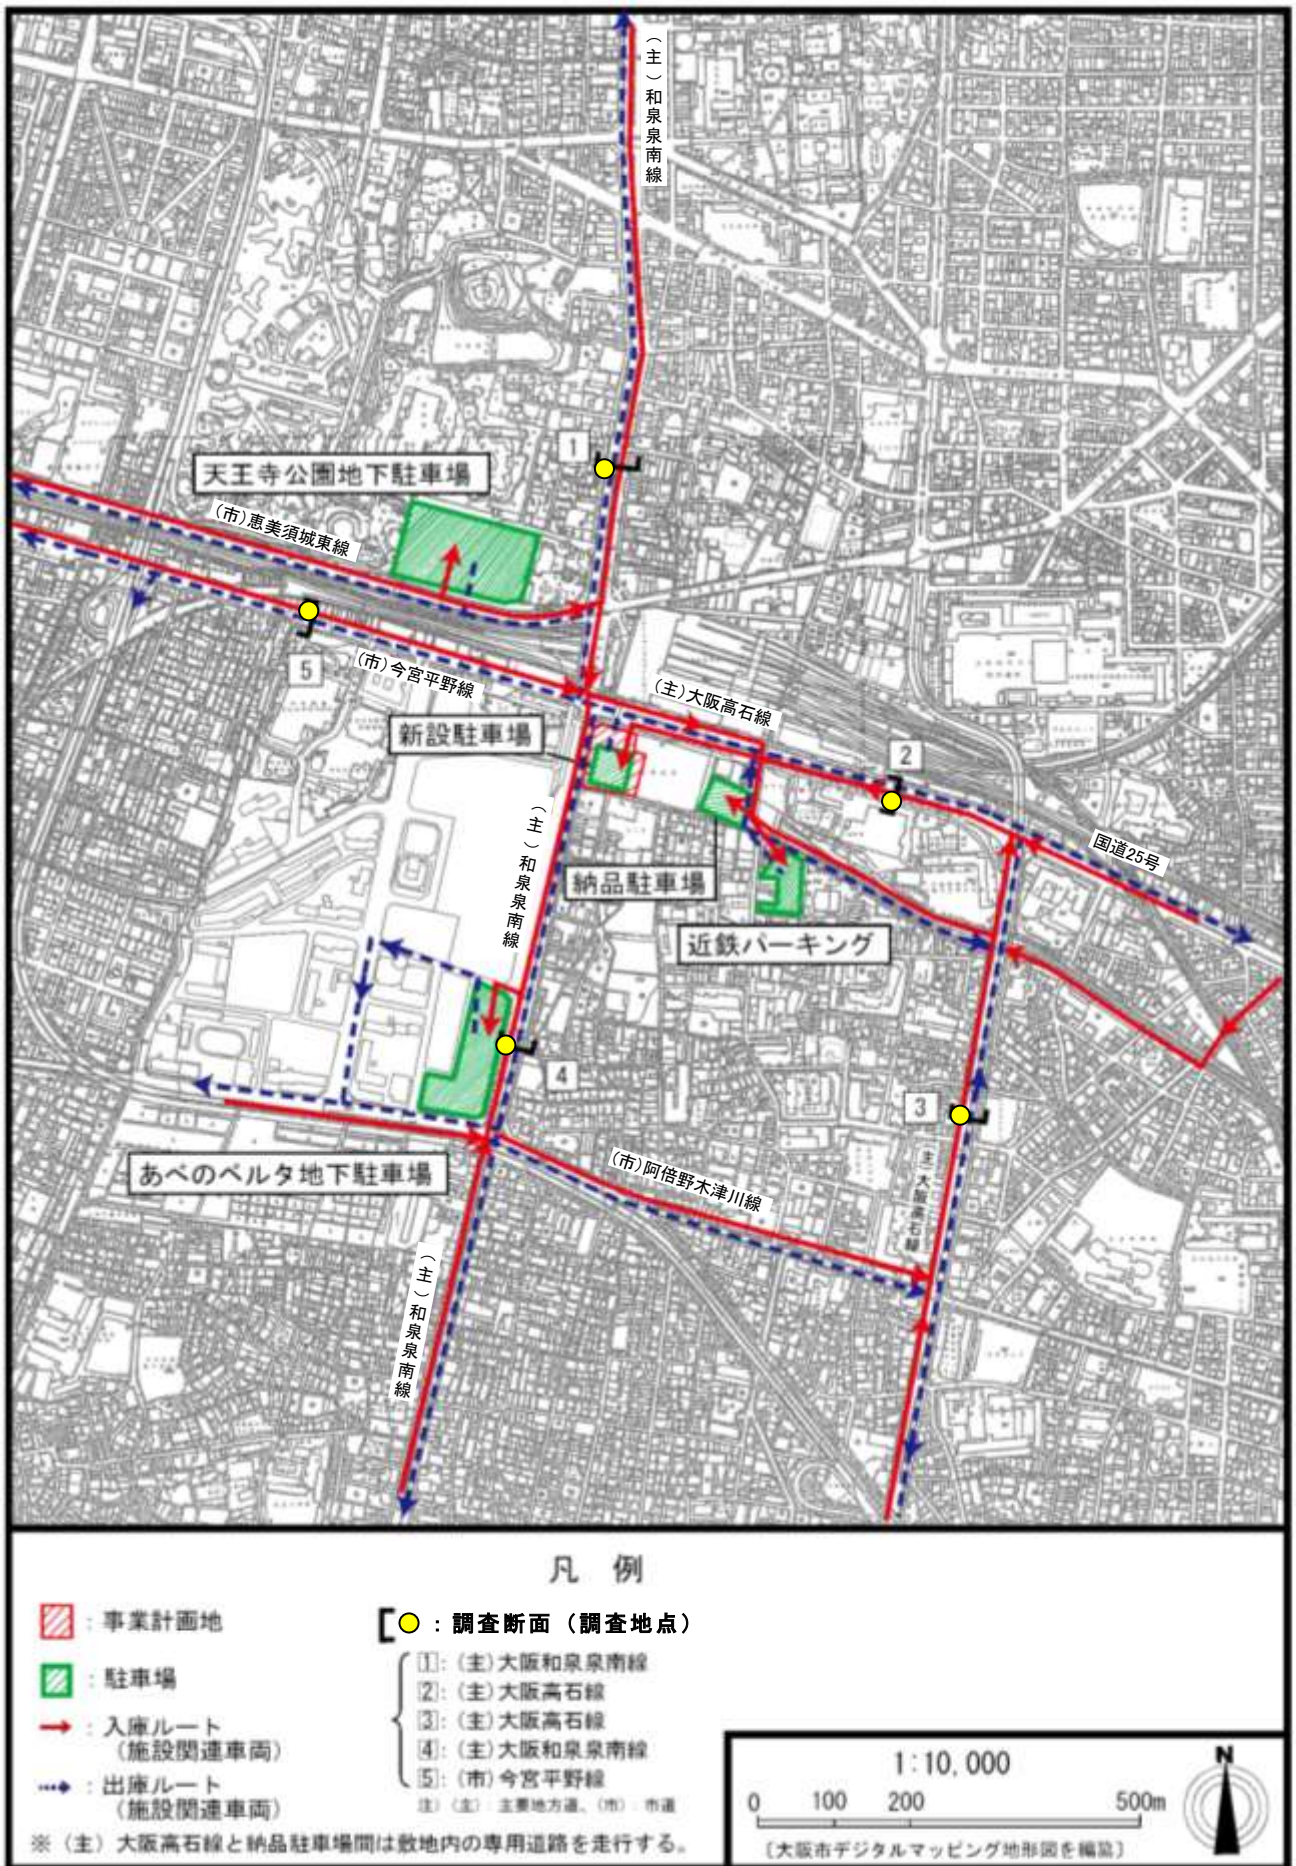 (主)和泉泉南線
1
天王寺公園地下駐車場
(市)恵美須城東線
5
(市)今宮平野線
(主)大阪高石線
新設駐車場
2
国道25号
(主)和泉泉南線
納品駐車場
近鉄パーキング
4
3
あべのベルタ地下駐車場
(市)阿倍野木津川線
主)大阪高石線
(主)和泉泉南線
凡 例
:事業計画地
:駐車場
:入庫ルート
(施設関連車両)
:出庫ルート
(施設関連車両)
:調査断面(調査地点)
1:(主)大阪和泉泉南線
2:(主)大阪高石線
3:(主)大阪高石線
4:(主)大阪和泉泉南線
5:(市)今宮平野線
注)(主):主要地方道、(市):市道
※(主)大阪高石線と納品駐車場間は敷地内の専用道路を走行する。
1:10,000
0 100 200 500m
N
〔大阪市デジタルマッピング地形図を編集〕